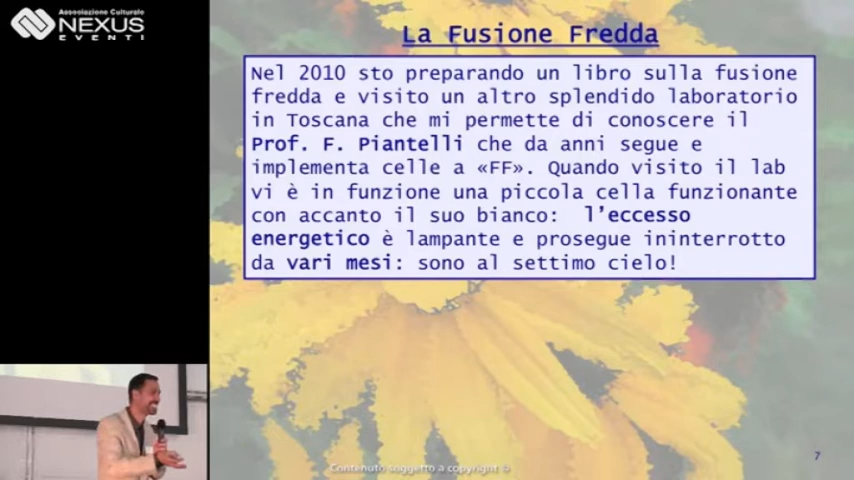 Associazione Culturale
NEXUS
EVENTI
La Fusione Fredda
Nel 2010 sto preparando un libro sulla fusione
fredda e visito un altro splendido laboratorio
in Toscana che mi permette di conoscere il
Prof. F. Piantelli che da anni segue e
implementa celle a «FF». Quando visito il lab
vi è in funzione una piccola cella funzionante
con accanto il suo bianco: l’eccesso
energetico è lampante e prosegue ininterrotto
da vari mesi: sono al settimo cielo!
Contenuto soggetto a copyright ©
7